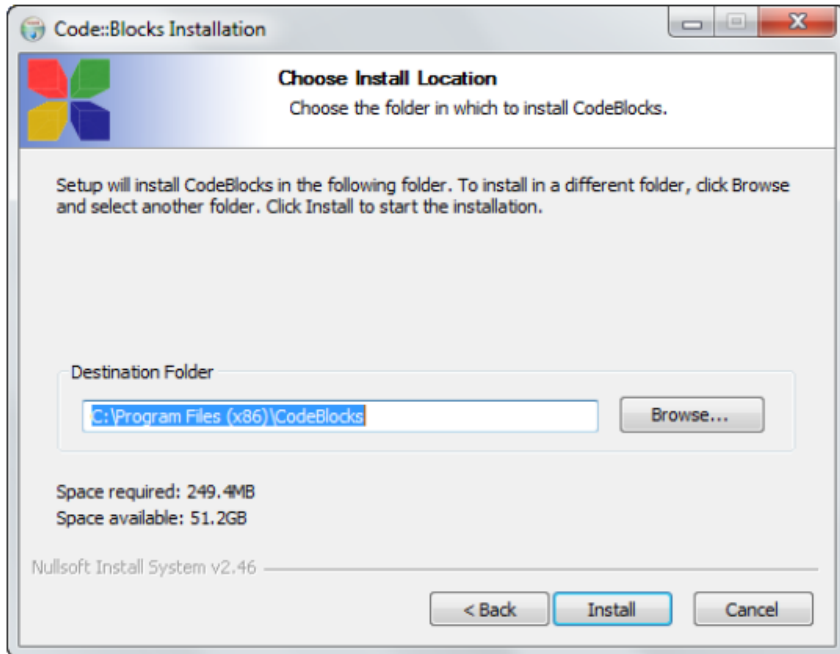 Code::Blocks Installation
Choose Install Location
Choose the folder in which to install CodeBlocks.
Setup will install CodeBlocks in the following folder. To install in a different folder, click Browse
and select another folder. Click Install to start the installation.
Destination Folder
C:\Program Files (x86)\CodeBlocks
Browse...
Space required: 249.4MB
Space available: 51.2GB
Nullsoft Install System v2.46
< Back
Install
Cancel